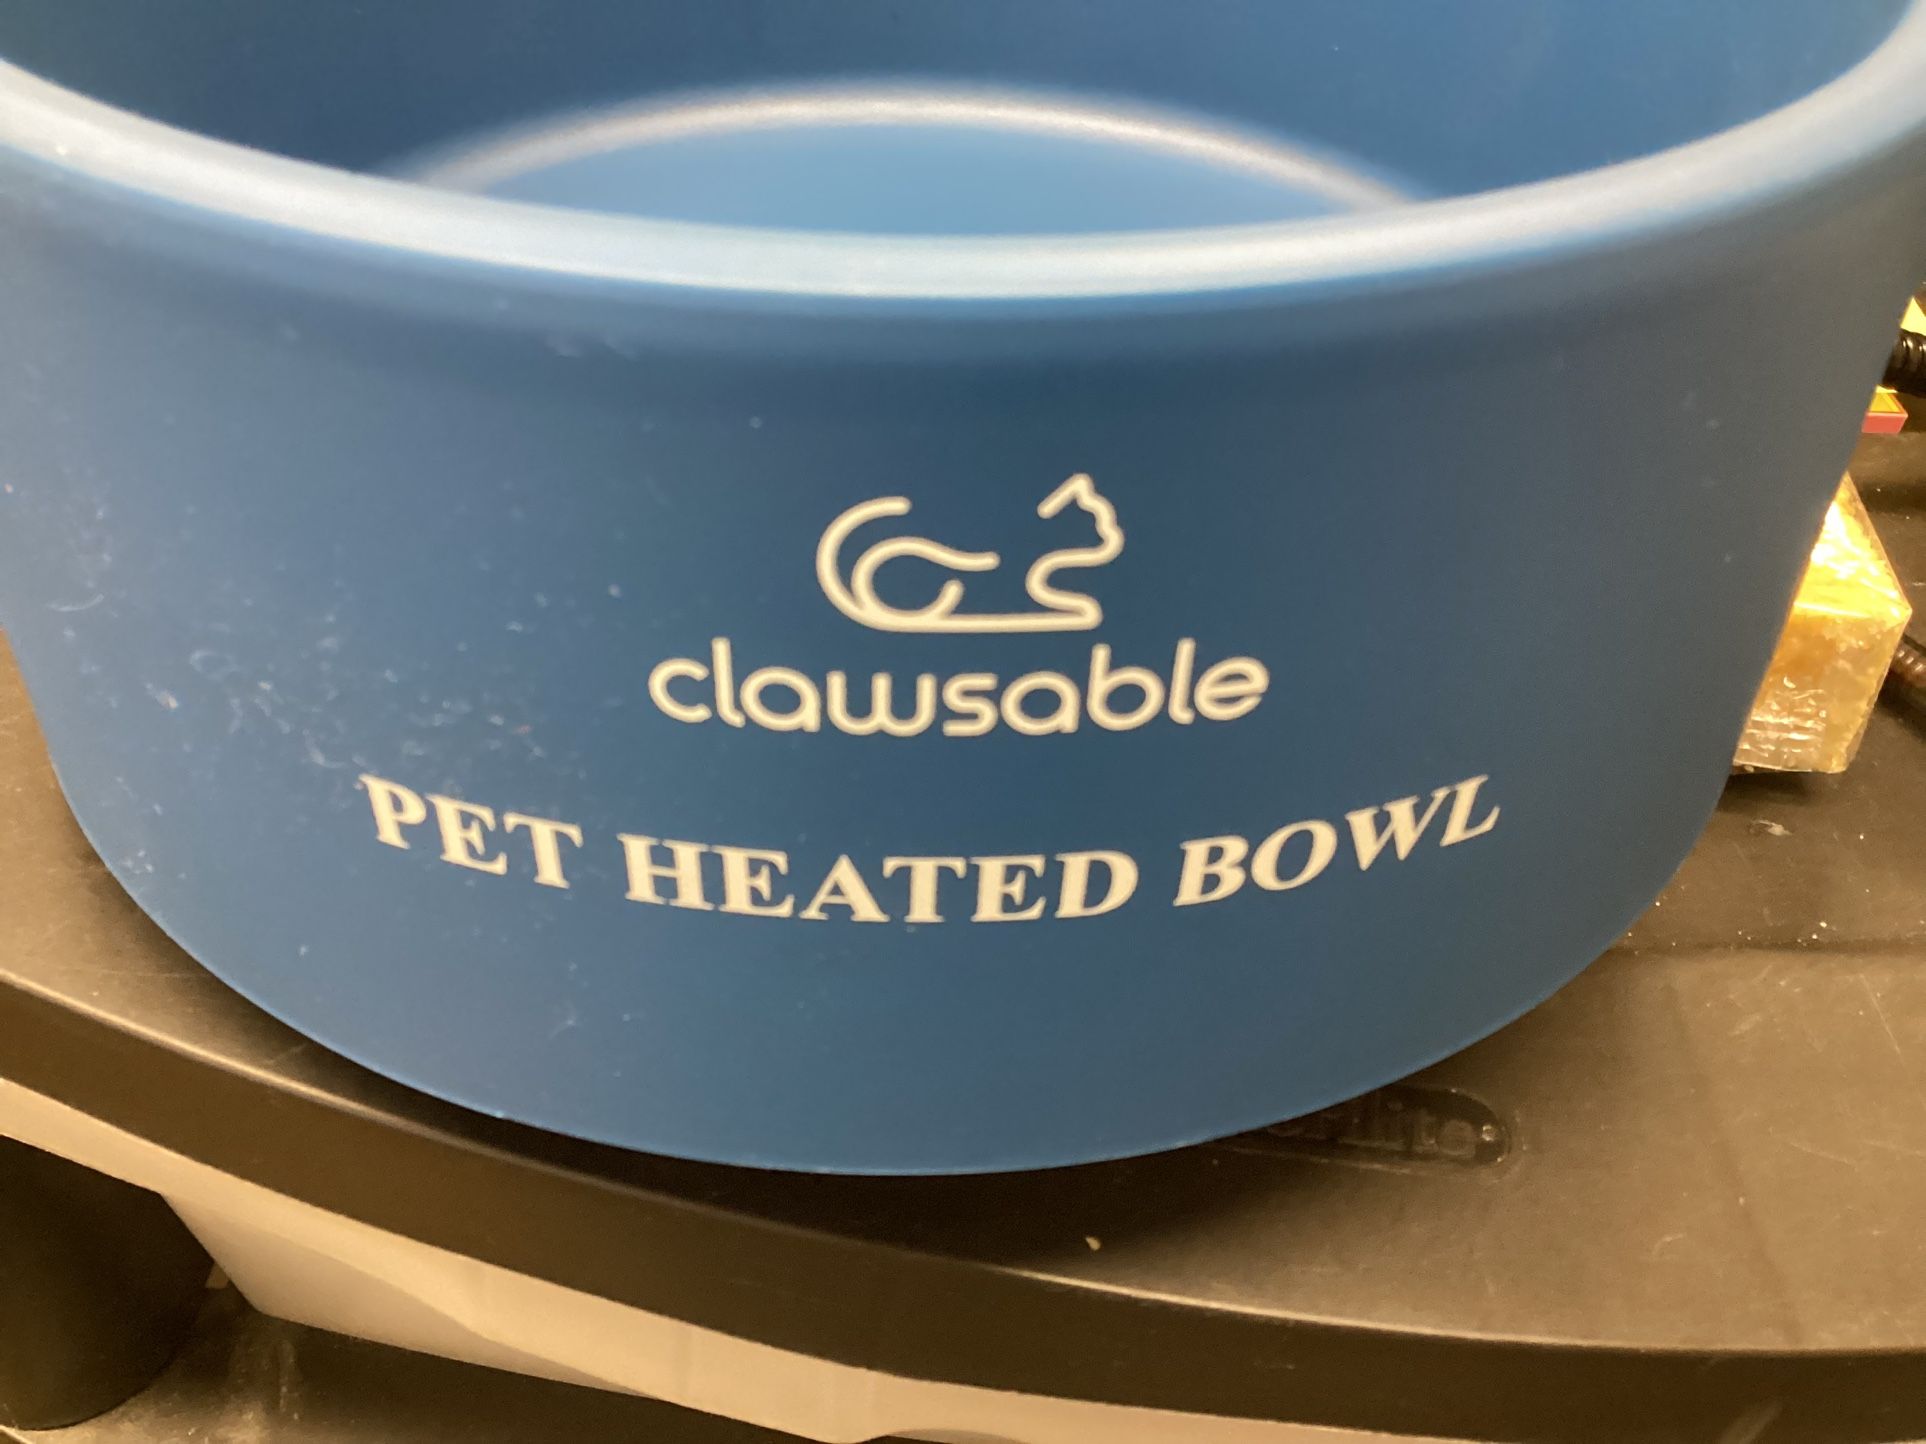 clawsable
PET HEATED BOWL